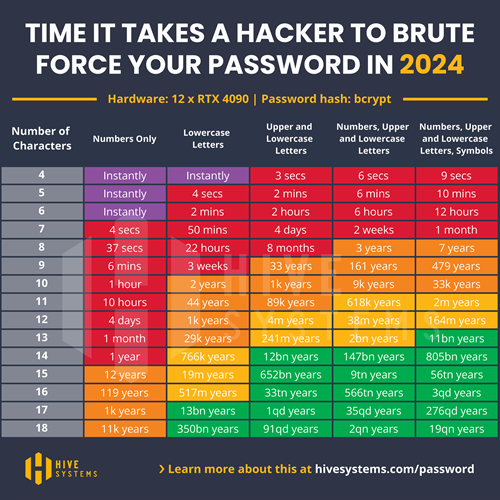 TIME IT TAKES A HACKER TO BRUTE
FORCE YOUR PASSWORD IN 2024
Hardware: 12 x RTX 4090 | Password hash: bcrypt
Number of Characters | Numbers Only | Lowercase Letters | Upper and Lowercase Letters | Numbers, Upper and Lowercase Letters | Numbers, Upper and Lowercase Letters, Symbols
4 | Instantly | Instantly | 3 secs | 6 secs | 9 secs
5 | Instantly | 4 secs | 2 mins | 6 mins | 10 mins
6 | Instantly | 2 mins | 2 hours | 6 hours | 12 hours
7 | 4 secs | 50 mins | 4 days | 2 weeks | 1 month
8 | 37 secs | 22 hours | 8 months | 3 years | 7 years
9 | 6 mins | 3 weeks | 33 years | 161 years | 479 years
10 | 1 hour | 2 years | 1k years | 9k years | 33k years
11 | 10 hours | 44 years | 89k years | 618k years | 2m years
12 | 4 days | 1k years | 4m years | 38m years | 164m years
13 | 1 month | 29k years | 241m years | 2bn years | 11bn years
14 | 1 year | 766k years | 12bn years | 147bn years | 805bn years
15 | 12 years | 19m years | 652bn years | 9tn years | 56tn years
16 | 119 years | 517m years | 33tn years | 566tn years | 3qd years
17 | 1k years | 13bn years | 1qd years | 35qd years | 276qd years
18 | 11k years | 350bn years | 91qd years | 2qn years | 19qn years
HIVE
SYSTEMS
HIVE
SYSTEMS
Learn more about this at hivesystems.com/password